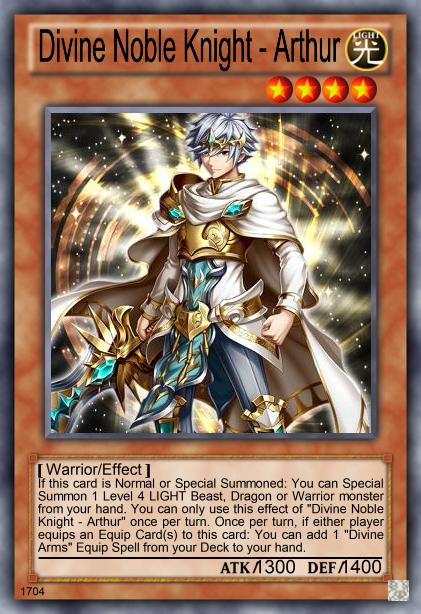 Divine Noble Knight - Arthur
LIGHT
光
[ Warrior/Effect ]
If this card is Normal or Special Summoned: You can Special
Summon 1 Level 4 LIGHT Beast, Dragon or Warrior monster
from your hand. You can only use this effect of "Divine Noble
Knight - Arthur" once per turn. Once per turn, if either player
equips an Equip Card(s) to this card: You can add 1 "Divine
Arms" Equip Spell from your Deck to your hand.
ATK/1300 DEF/1400
1704